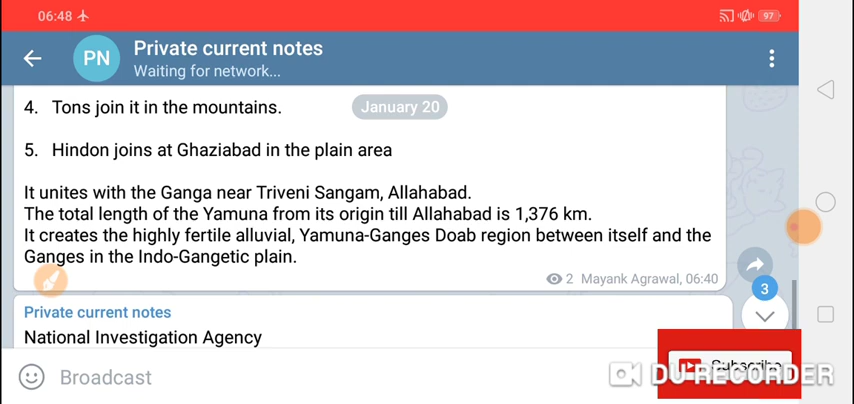 06:48
97
PN
Private current notes
Waiting for network...
4. Tons join it in the mountains.
January 20
5. Hindon joins at Ghaziabad in the plain area
It unites with the Ganga near Triveni Sangam, Allahabad.
The total length of the Yamuna from its origin till Allahabad is 1,376 km.
It creates the highly fertile alluvial, Yamuna-Ganges Doab region between itself and the
Ganges in the Indo-Gangetic plain.
2 Mayank Agrawal, 06:40
3
Private current notes
National Investigation Agency
Subscribe
DU RECORDER
Broadcast